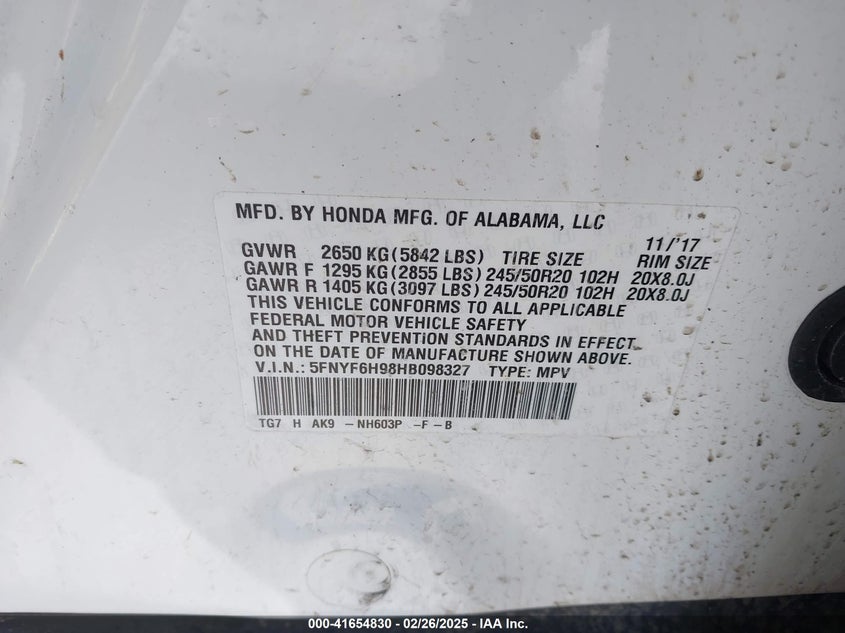 MFD. BY HONDA MFG. OF ALABAMA, LLC
11/'17
GVWR 2650 KG(5842 LBS) TIRE SIZE RIM SIZE
GAWR F 1295 KG(2855 LBS)245/50R20 102H 20X8.0J
GAWR R 1405 KG(3097 LBS)245/50R20 102H 20X8.0J
THIS VEHICLE CONFORMS TO ALL APPLICABLE
FEDERAL MOTOR VEHICLE SAFETY
AND THEFT PREVENTION STANDARDS IN EFFECT
ON THE DATE OF MANUFACTURE SHOWN ABOVE.
V.I.N.: 5FNYF6H98HB098327 TYPE: MPV
TG7 H AK9 -NH603P -F-B
000-41654830 - 02/26/2025 - IAAI.COM